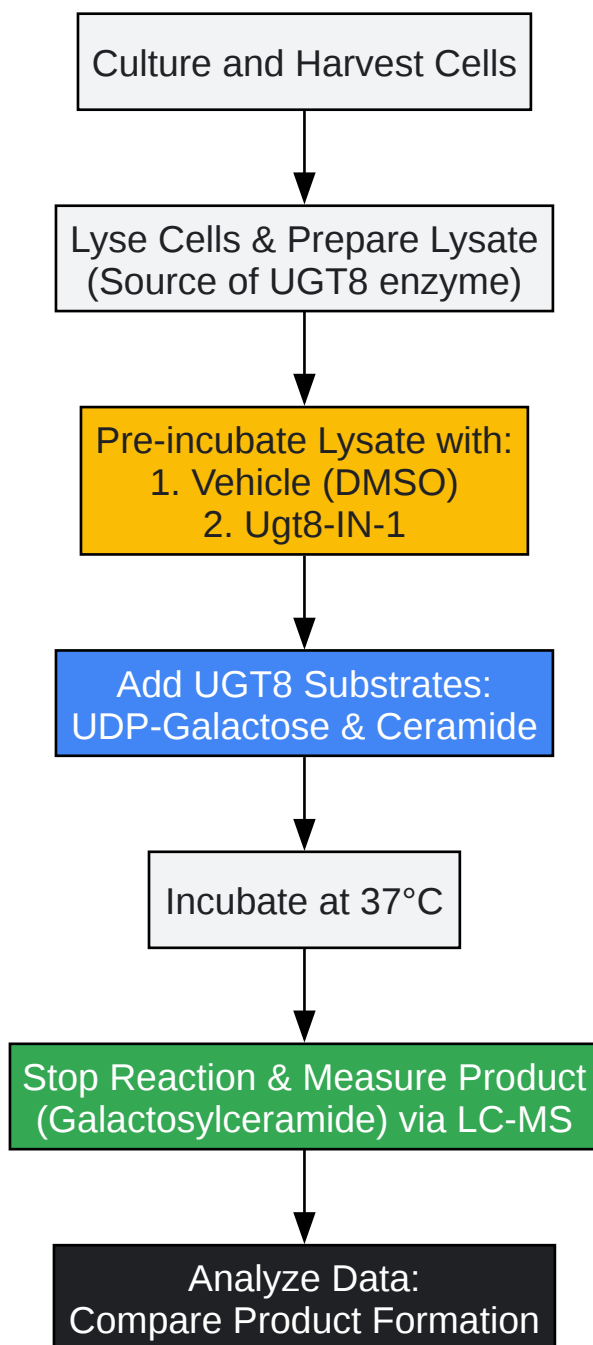 Culture and Harvest Cells
Lyse Cells & Prepare Lysate
(Source of UGT8 enzyme)
Pre-incubate Lysate with:
1. Vehicle (DMSO)
2. Ugt8-IN-1
Add UGT8 Substrates:
UDP-Galactose & Ceramide
Incubate at 37°C
Stop Reaction & Measure Product
(Galactosylceramide) via LC-MS
Analyze Data:
Compare Product Formation